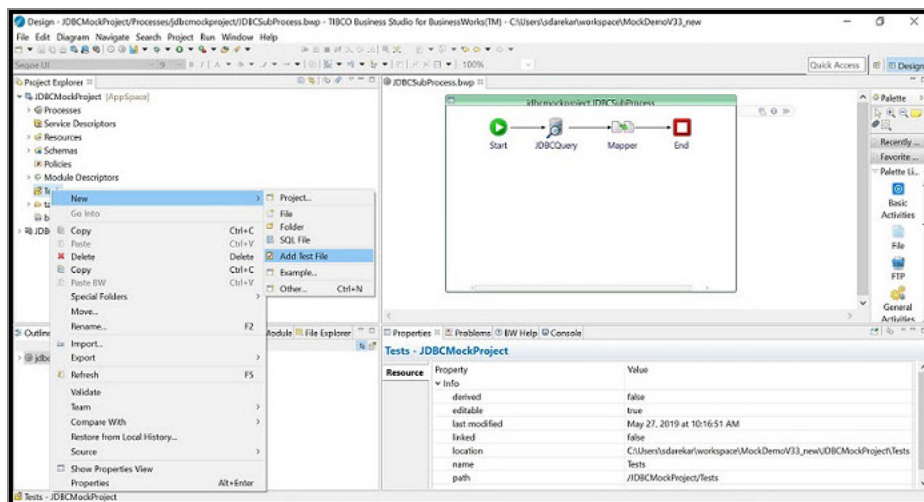 Design - JDBCMockProject/Processes/jdbcmockproject/JDBCSubProcess.bwp - TIBCO Business Studio for BusinessWorks(TM) - C:\Users\sdarekar\workspace\MockDemoV33_new
File Edit Diagram Navigate Search Project Run Window Help
Segoe UI 9 B I A 100%
Quick Access Design
Project Explorer
JDBCSubProcess.bwp
Palette
JDBCMockProject [AppSpace]
Processes
Service Descriptors
Resources
Schemas
Policies
Module Descriptors
jdbcmockproject.JDBCSubProcess
Start JDBCQuery Mapper End
Recently ...
Favorite ...
Palette Li...
Basic Activities
File
FTP
General Activities
New
Go Into
Copy Ctrl+C
Paste Ctrl+V
Delete Delete
Copy Ctrl+C
Paste BW Ctrl+V
Special Folders
Move...
Rename... F2
Import...
Export
Refresh F5
Validate
Team
Compare With
Restore from Local History...
Source
Show Properties View
Properties Alt+Enter
Project...
File
Folder
SQL File
Add Test File
Example...
Other... Ctrl+N
Outline
Module File Explorer
Properties Problems BW Help Console
Tests - JDBCMockProject
Resource
Property Value
Info
derived false
editable true
last modified May 27, 2019 at 10:16:51 AM
linked false
location C:\Users\sdarekar\workspace\MockDemoV33_new\JDBCMockProject\Tests
name Tests
path /JDBCMockProject/Tests
Tests - JDBCMockProject